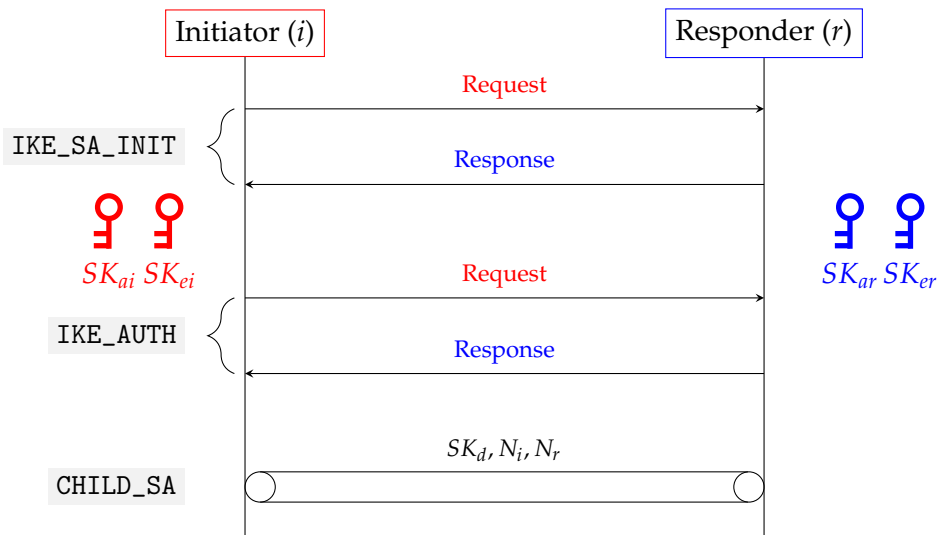 Initiator (i)
Responder (r)
Request
IKE_SA_INIT
Response
SK_ai SK_ei
SK_ar SK_er
Request
IKE_AUTH
Response
SK_d, N_i, N_r
CHILD_SA